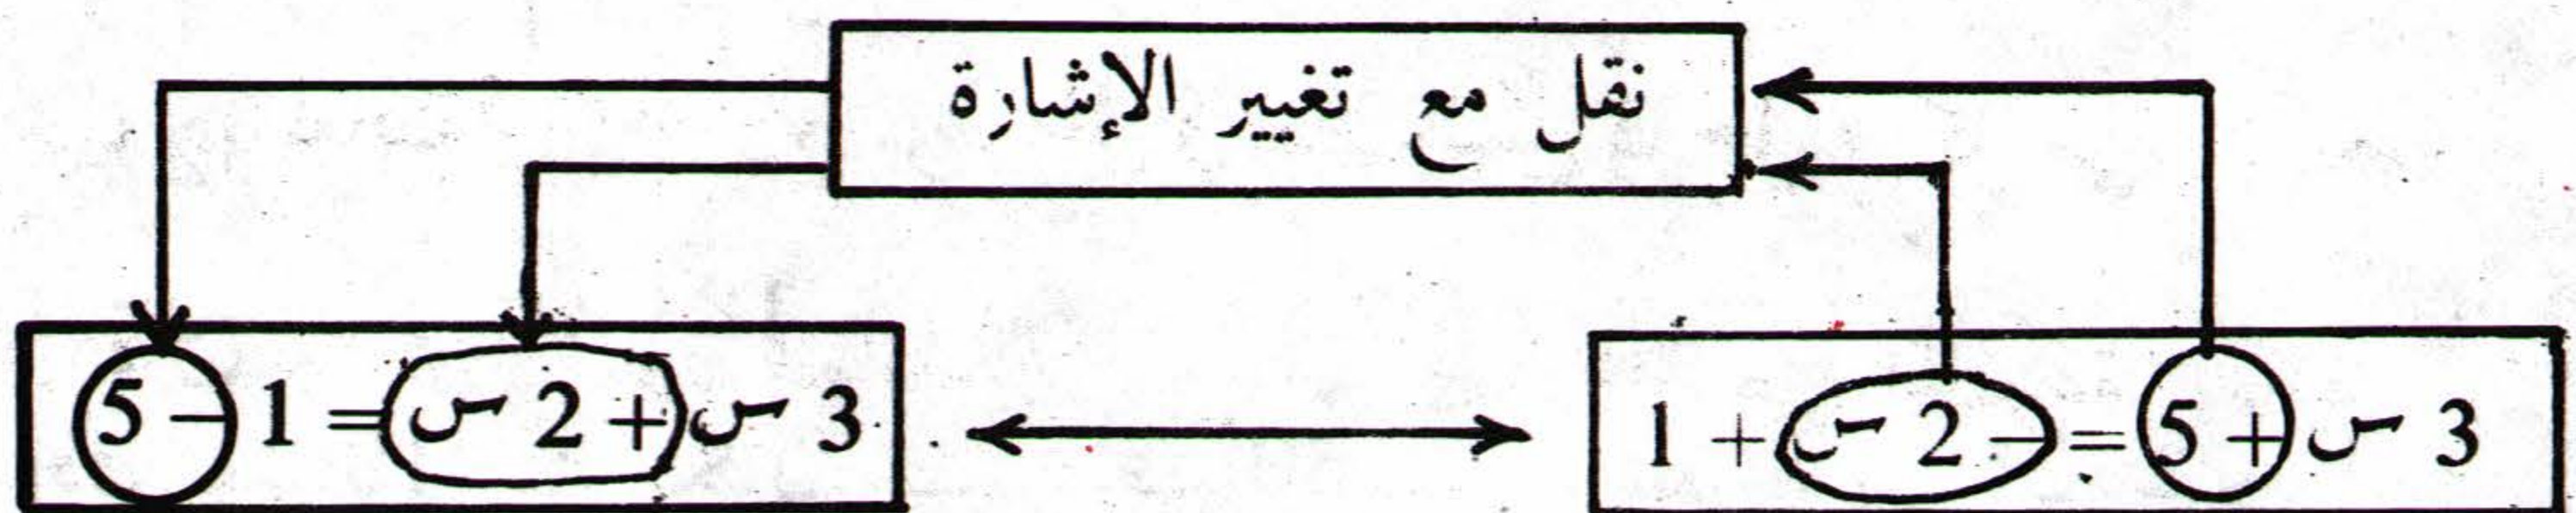 نقل مع تغيير الإشارة
3 س + 5 = − 2 س + 1
3 س + 2 س = 1 − 5